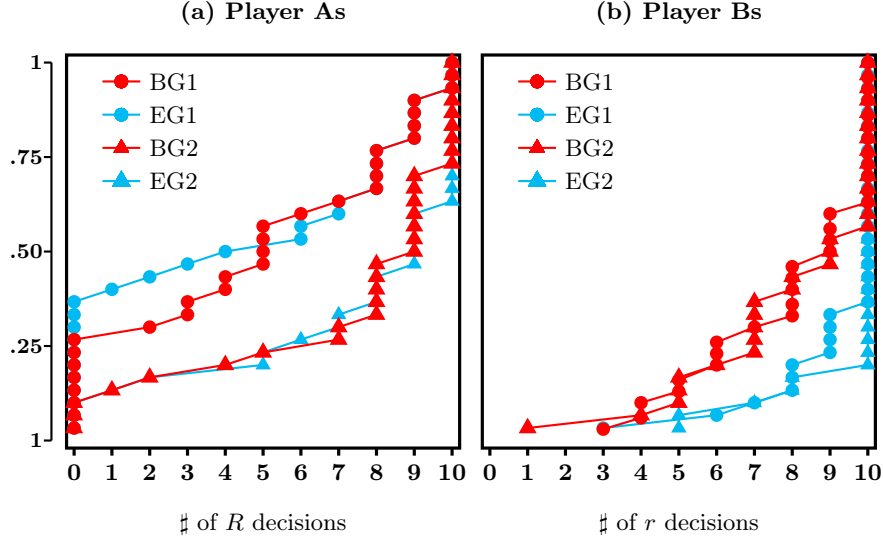 (a) Player As
(b) Player Bs
1
.75
.50
.25
1
BG1
EG1
BG2
EG2
BG1
EG1
BG2
EG2
0 1 2 3 4 5 6 7 8 9 10
0 1 2 3 4 5 6 7 8 9 10
♯ of R decisions
♯ of r decisions